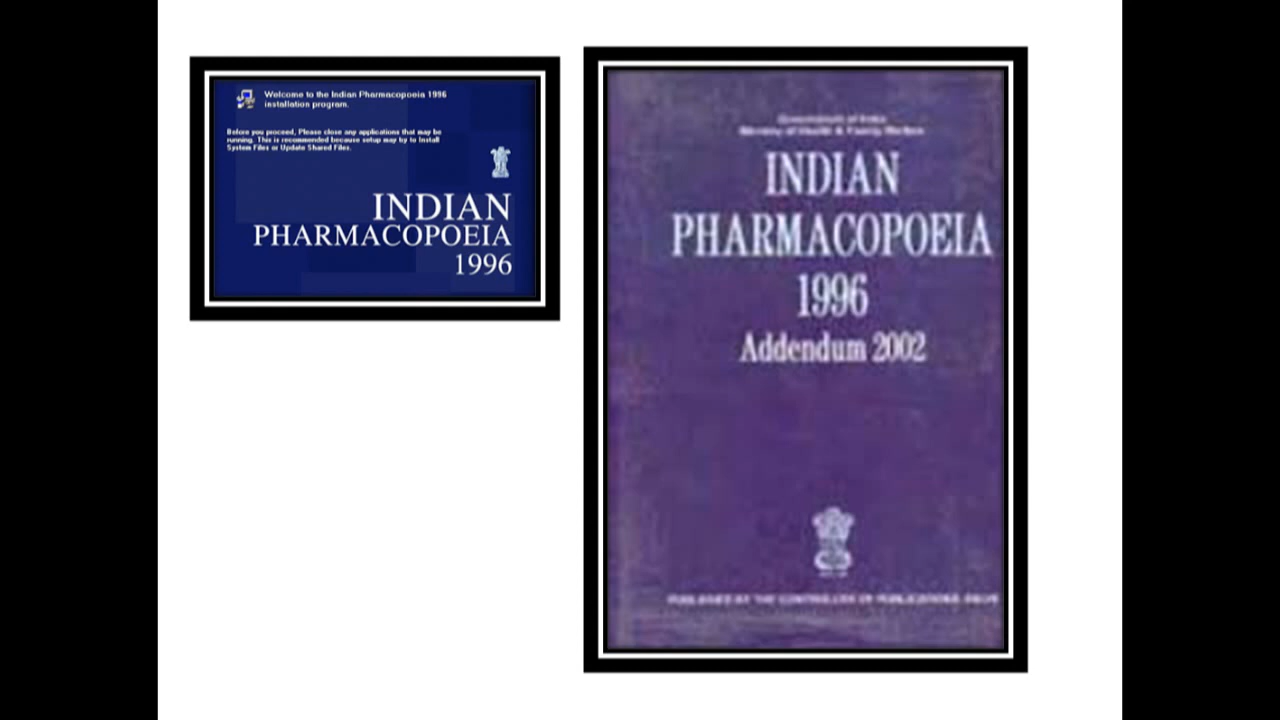 Welcome to the Indian Pharmacopoeia 1996
installation program.
Before you proceed, Please close any applications that may be
running. This is recommended because setup may try to Install
System Files or Update Shared Files.
INDIAN
PHARMACOPOEIA
1996
Government of India
Ministry of Health & Family Welfare
INDIAN
PHARMACOPOEIA
1996
Addendum 2002
PUBLISHED BY THE CONTROLLER OF PUBLICATIONS